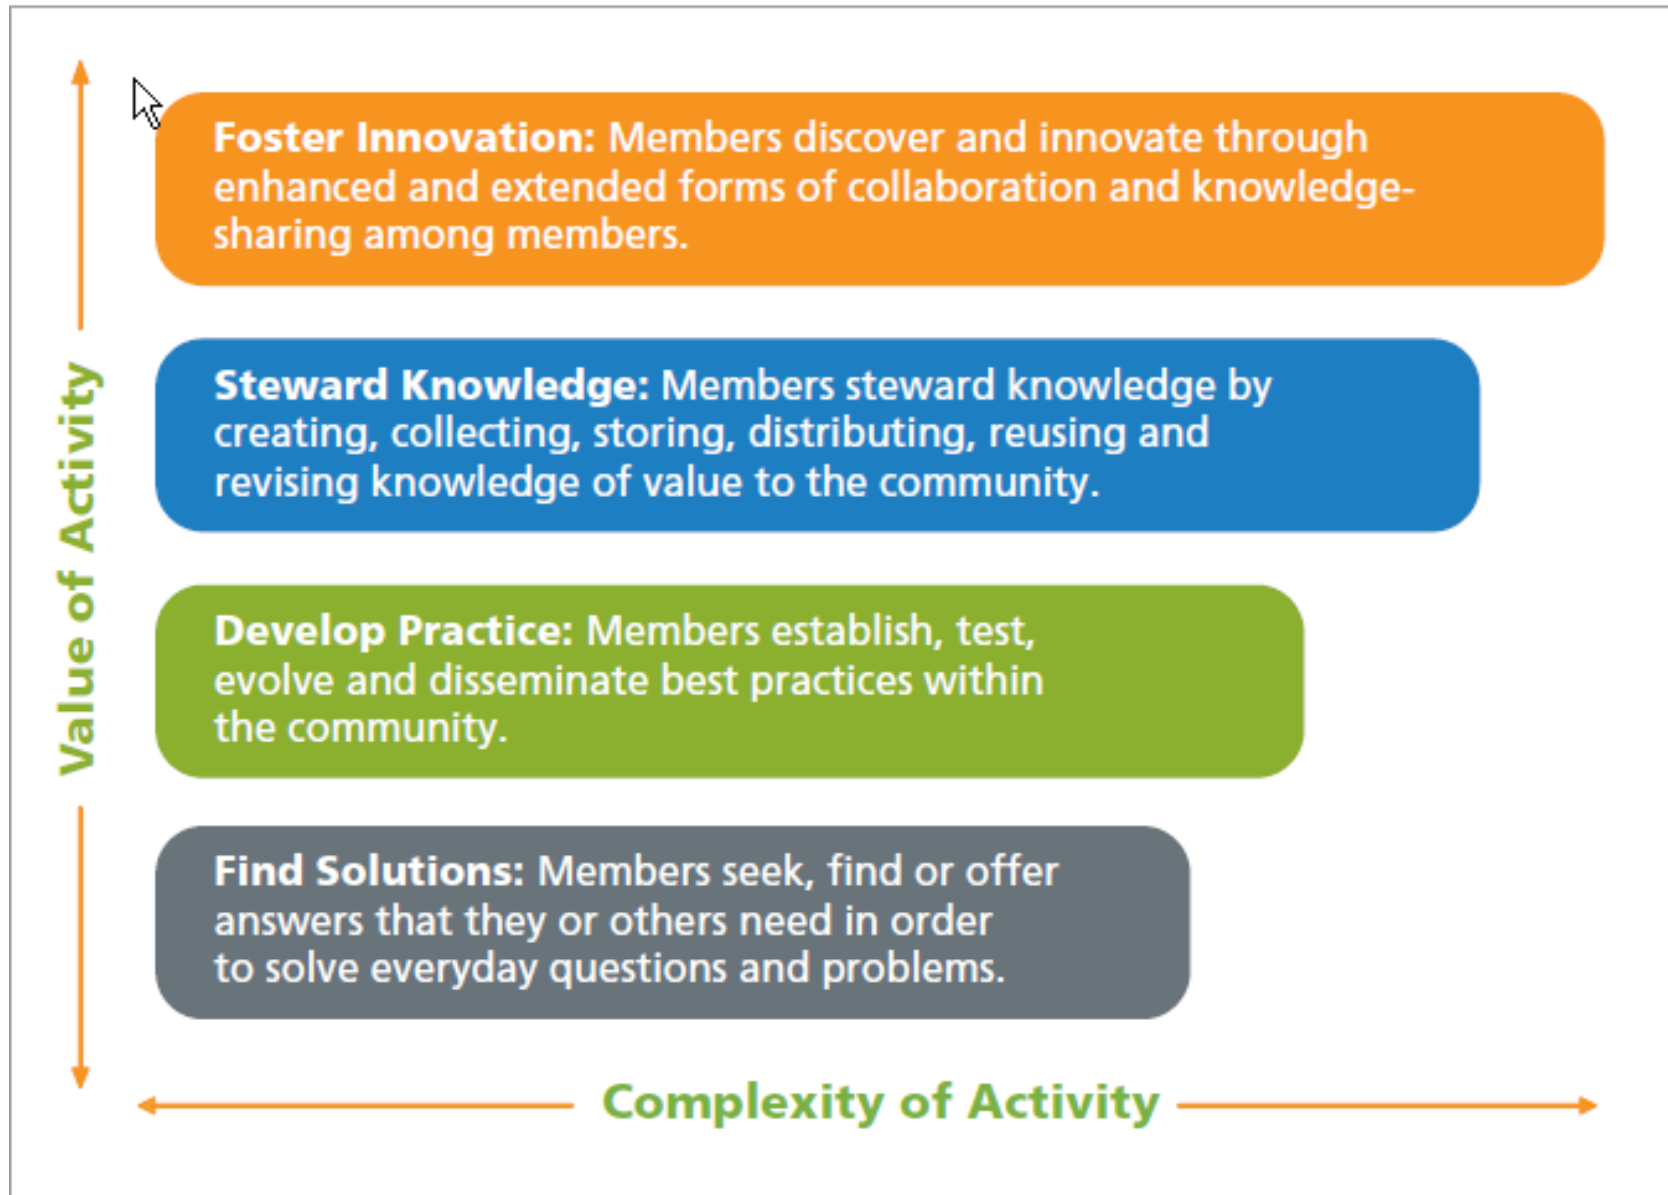 Foster Innovation: Members discover and innovate through
enhanced and extended forms of collaboration and knowledge-
sharing among members.
Steward Knowledge: Members steward knowledge by
creating, collecting, storing, distributing, reusing and
revising knowledge of value to the community.
Develop Practice: Members establish, test,
evolve and disseminate best practices within
the community.
Find Solutions: Members seek, find or offer
answers that they or others need in order
to solve everyday questions and problems.
Value of Activity
Complexity of Activity